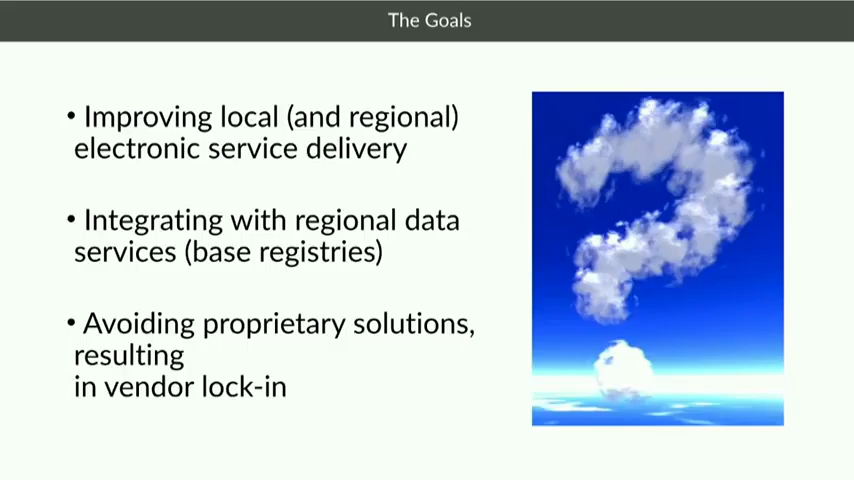 The Goals
• Improving local (and regional)
electronic service delivery
• Integrating with regional data
services (base registries)
• Avoiding proprietary solutions,
resulting
in vendor lock-in